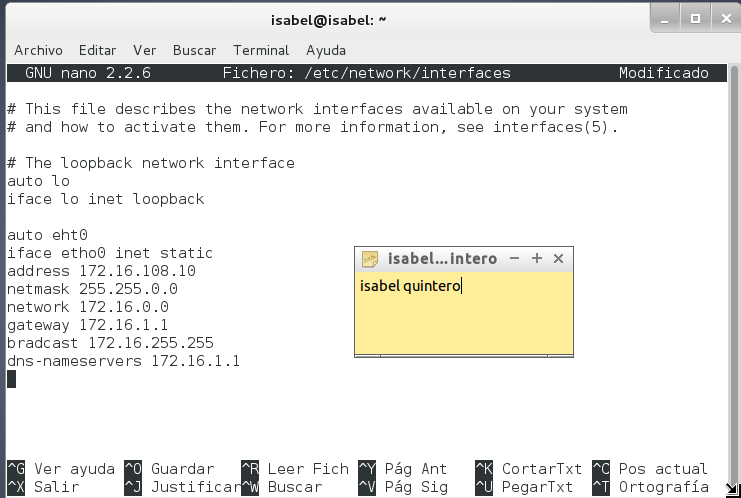 isabel@isabel: ~
Archivo Editar Ver Buscar Terminal Ayuda
GNU nano 2.2.6 Fichero: /etc/network/interfaces Modificado
# This file describes the network interfaces available on your system
# and how to activate them. For more information, see interfaces(5).
# The loopback network interface
auto lo
iface lo inet loopback
auto eht0
iface etho0 inet static
address 172.16.108.10
netmask 255.255.0.0
network 172.16.0.0
gateway 172.16.1.1
bradcast 172.16.255.255
dns-nameservers 172.16.1.1
isabel...intero
isabel quintero
^G Ver ayuda ^O Guardar ^R Leer Fich ^Y Pág Ant ^K CortarTxt ^C Pos actual
^X Salir ^J Justificar ^W Buscar ^V Pág Sig ^U PegarTxt ^T Ortografía